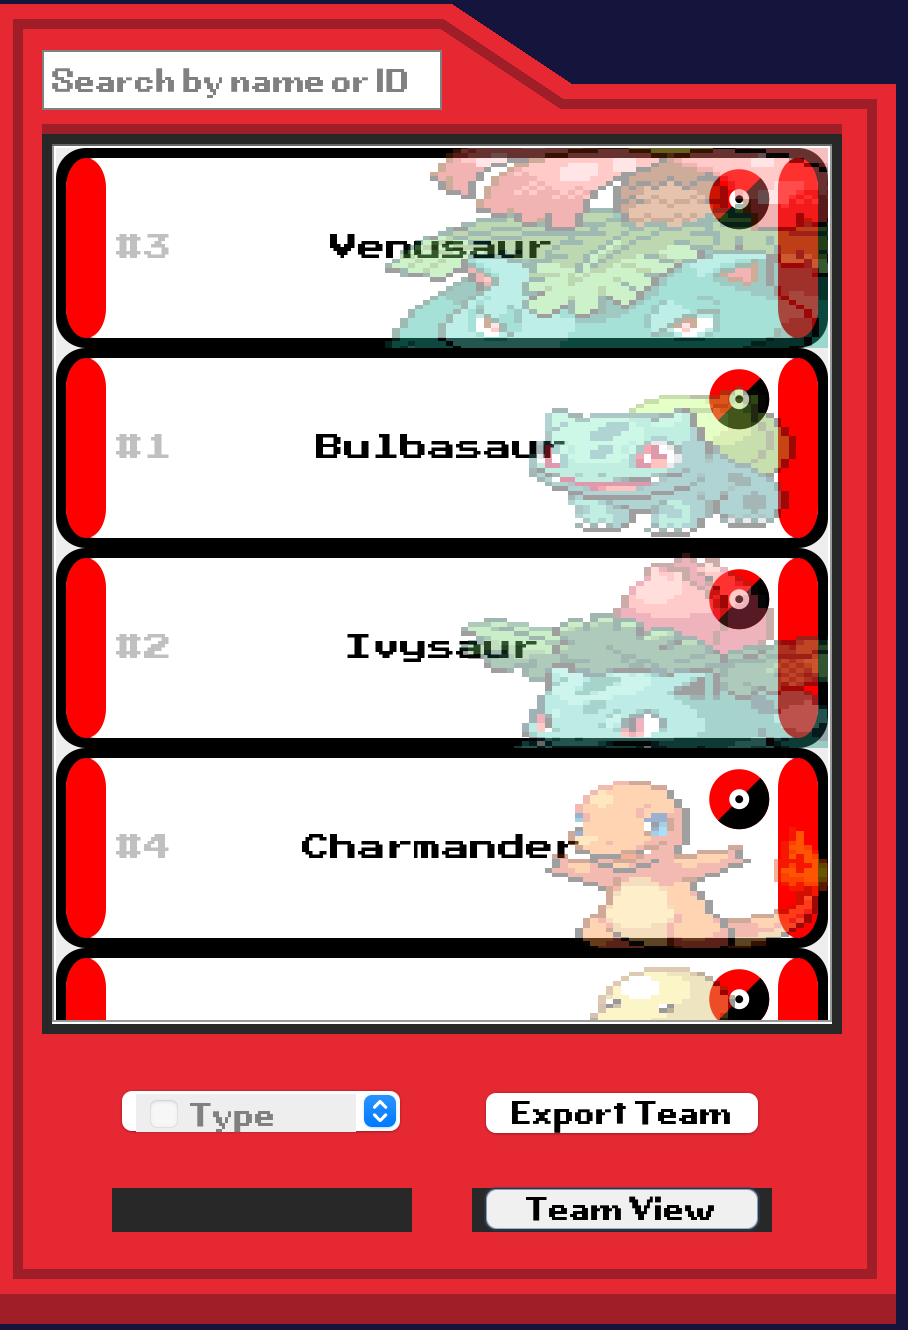 Search by name or ID
#3 Venusaur
#1 Bulbasaur
#2 Ivysaur
#4 Charmander
Type
Export Team
Team View